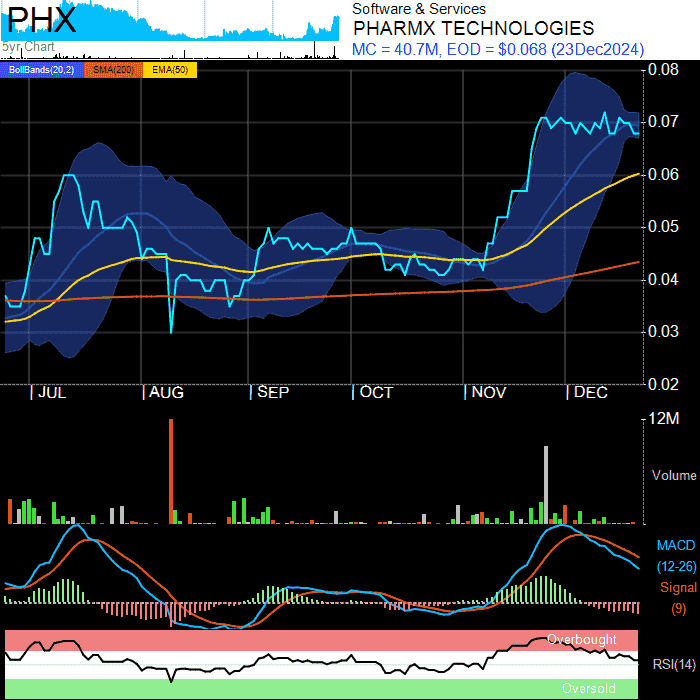 PHX
5yr Chart
Software & Services
PHARMX TECHNOLOGIES
MC = 40.7M, EOD = $0.068 (23Dec2024)
BollBands(20,2) SMA(200) EMA(50)
0.08
0.07
0.06
0.05
0.04
0.03
0.02
JUL AUG SEP OCT NOV DEC
12M
Volume
MACD
(12-26)
Signal
(9)
Overbought
RSI(14)
Oversold